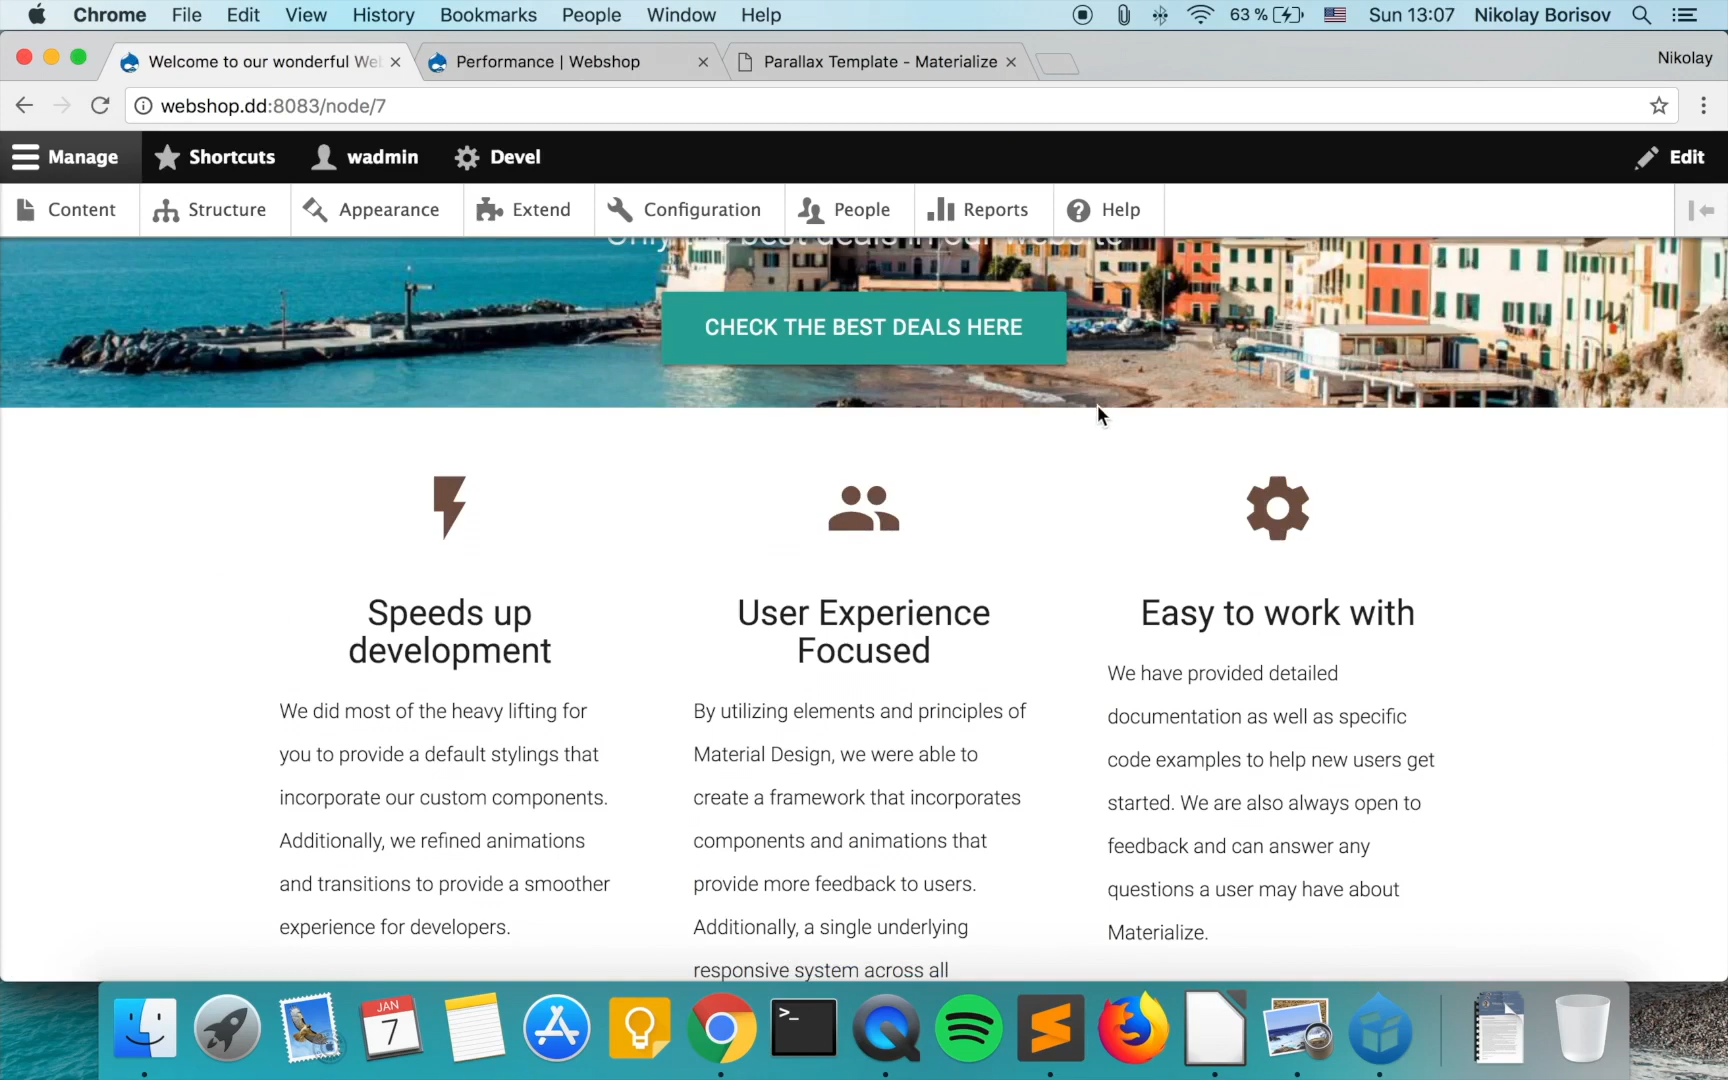 Chrome File Edit View History Bookmarks People Window Help 63 % Sun 13:07 Nikolay Borisov
Welcome to our wonderful We
Performance | Webshop
Parallax Template - Materialize
Nikolay
webshop.dd:8083/node/7
Manage Shortcuts wadmin Devel Edit
Content Structure Appearance Extend Configuration People Reports Help
Only the best deals in our website
CHECK THE BEST DEALS HERE
Speeds up
development
We did most of the heavy lifting for
you to provide a default stylings that
incorporate our custom components.
Additionally, we refined animations
and transitions to provide a smoother
experience for developers.
User Experience
Focused
By utilizing elements and principles of
Material Design, we were able to
create a framework that incorporates
components and animations that
provide more feedback to users.
Additionally, a single underlying
responsive system across all
Easy to work with
We have provided detailed
documentation as well as specific
code examples to help new users get
started. We are also always open to
feedback and can answer any
questions a user may have about
Materialize.
JAN
7